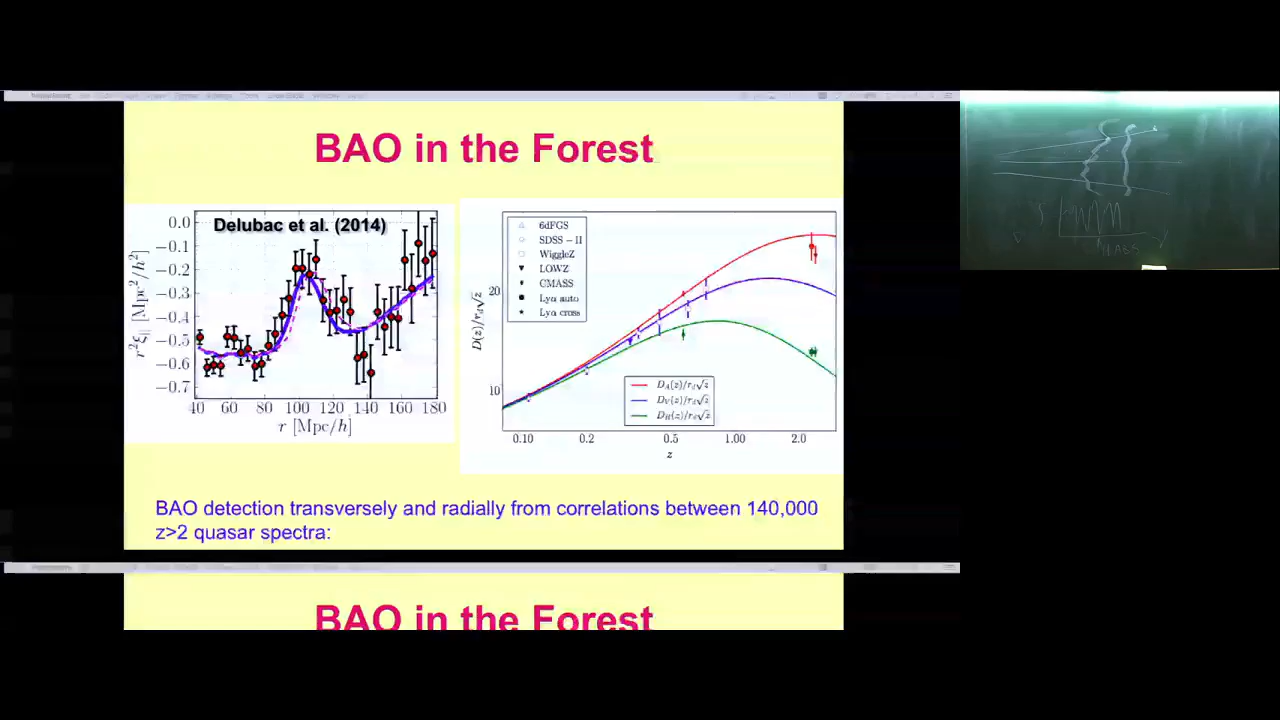 BAO in the Forest
Delubac et al. (2014)
0.0
−0.1
−0.2
−0.3
−0.4
−0.5
−0.6
−0.7
r²ξ|| [Mpc²/h²]
40 60 80 100 120 140 160 180
r [Mpc/h]
6dFGS
SDSS − II
WiggleZ
LOWZ
CMASS
Lyα auto
Lyα cross
20
10
D(z)/r_d√z
D_A(z)/r_d√z
D_V(z)/r_d√z
D_H(z)/r_d√z
0.10 0.2 0.5 1.00 2.0
z
BAO detection transversely and radially from correlations between 140,000
z>2 quasar spectra:
BAO in the Forest